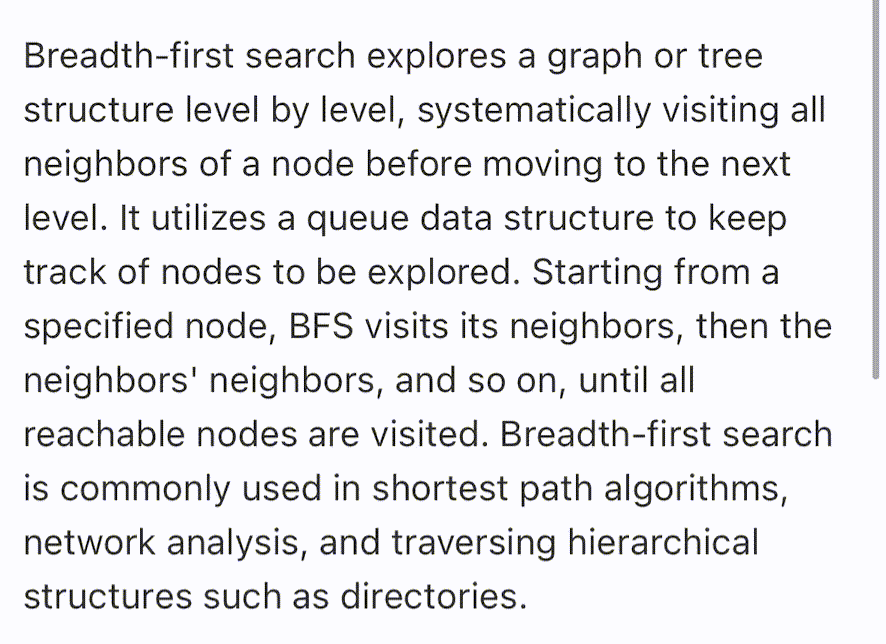 Breadth-first search explores a graph or tree
structure level by level, systematically visiting all
neighbors of a node before moving to the next
level. It utilizes a queue data structure to keep
track of nodes to be explored. Starting from a
specified node, BFS visits its neighbors, then the
neighbors' neighbors, and so on, until all
reachable nodes are visited. Breadth-first search
is commonly used in shortest path algorithms,
network analysis, and traversing hierarchical
structures such as directories.